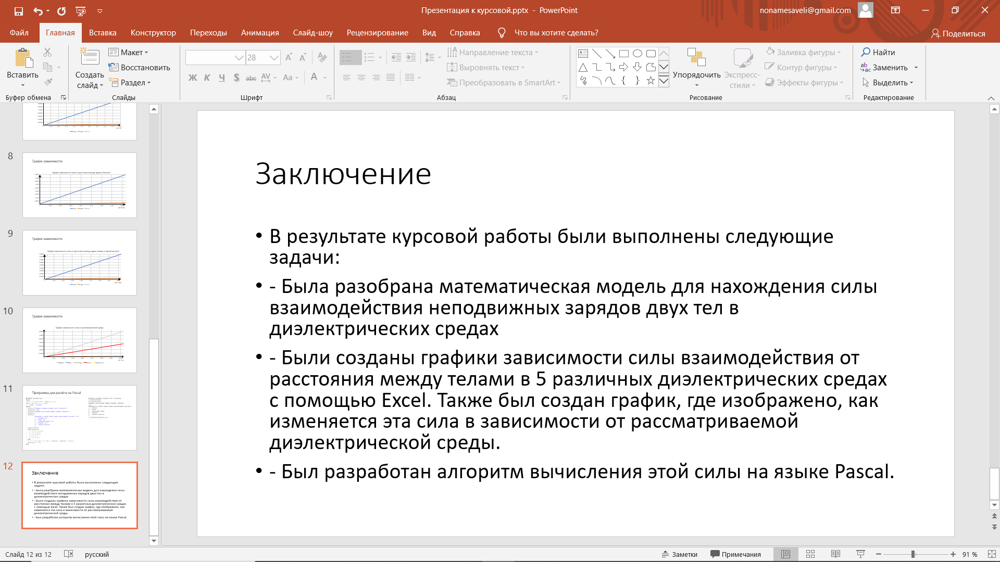 Презентация к курсовой.pptx - PowerPoint
nonamesaveli@gmail.com
Файл
Главная
Вставка
Конструктор
Переходы
Анимация
Слайд-шоу
Рецензирование
Вид
Справка
Что вы хотите сделать?
Поделиться
Вставить
Буфер обмена
Создать
слайд
Макет
Восстановить
Раздел
Слайды
28
Ж К Ч S abc AV Aa A
Шрифт
Направление текста
Выровнять текст
Преобразовать в SmartArt
Абзац
Упорядочить
Экспресс-
стили
Заливка фигуры
Контур фигуры
Эффекты фигуры
Рисование
Найти
Заменить
Выделить
Редактирование
8
График зависимости
9
График зависимости
10
График зависимости
График зависимости силы от диэлектрической среды
11
Программа для расчёта на Pascal
12
Заключение
В результате курсовой работы были выполнены следующие
задачи:
- Была разобрана математическая модель для нахождения силы
взаимодействия неподвижных зарядов двух тел в
диэлектрических средах
- Были созданы графики зависимости силы взаимодействия от
расстояния между телами в 5 различных диэлектрических средах
с помощью Excel. Также был создан график, где изображено, как
изменяется эта сила в зависимости от рассматриваемой
диэлектрической среды.
- Был разработан алгоритм вычисления этой силы на языке Pascal.
Заключение
• В результате курсовой работы были выполнены следующие
задачи:
• - Была разобрана математическая модель для нахождения силы
взаимодействия неподвижных зарядов двух тел в
диэлектрических средах
• - Были созданы графики зависимости силы взаимодействия от
расстояния между телами в 5 различных диэлектрических средах
с помощью Excel. Также был создан график, где изображено, как
изменяется эта сила в зависимости от рассматриваемой
диэлектрической среды.
• - Был разработан алгоритм вычисления этой силы на языке Pascal.
Слайд 12 из 12
русский
Заметки
Примечания
91 %